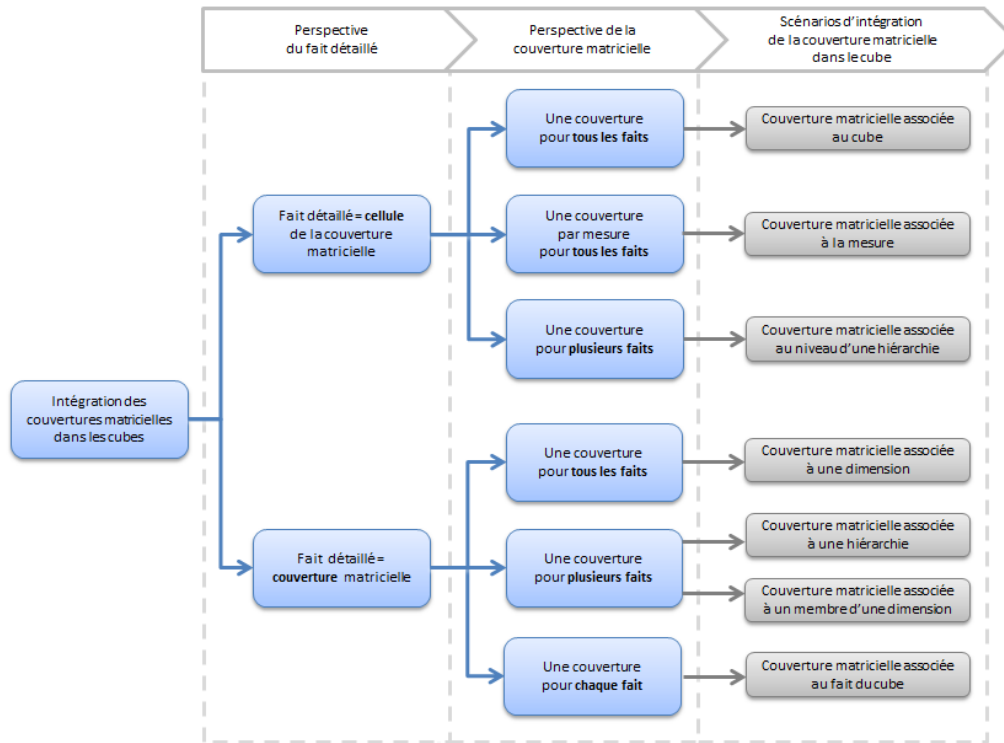 Perspective
du fait détaillé
Perspective de la
couverture matricielle
Scénarios d'intégration
de la couverture matricielle
dans le cube
Intégration des
couvertures matricielles
dans les cubes
Fait détaillé = cellule
de la couverture
matricielle
Une couverture
pour tous les faits
Couverture matricielle associée
au cube
Une couverture
par mesure
pour tous les faits
Couverture matricielle associée
à la mesure
Une couverture
pour plusieurs faits
Couverture matricielle associée
au niveau d'une hiérarchie
Fait détaillé =
couverture matricielle
Une couverture
pour tous les faits
Couverture matricielle associée
à une dimension
Une couverture
pour plusieurs faits
Couverture matricielle associée
à une hiérarchie
Couverture matricielle associée
à un membre d'une dimension
Une couverture
pour chaque fait
Couverture matricielle associée
au fait du cube